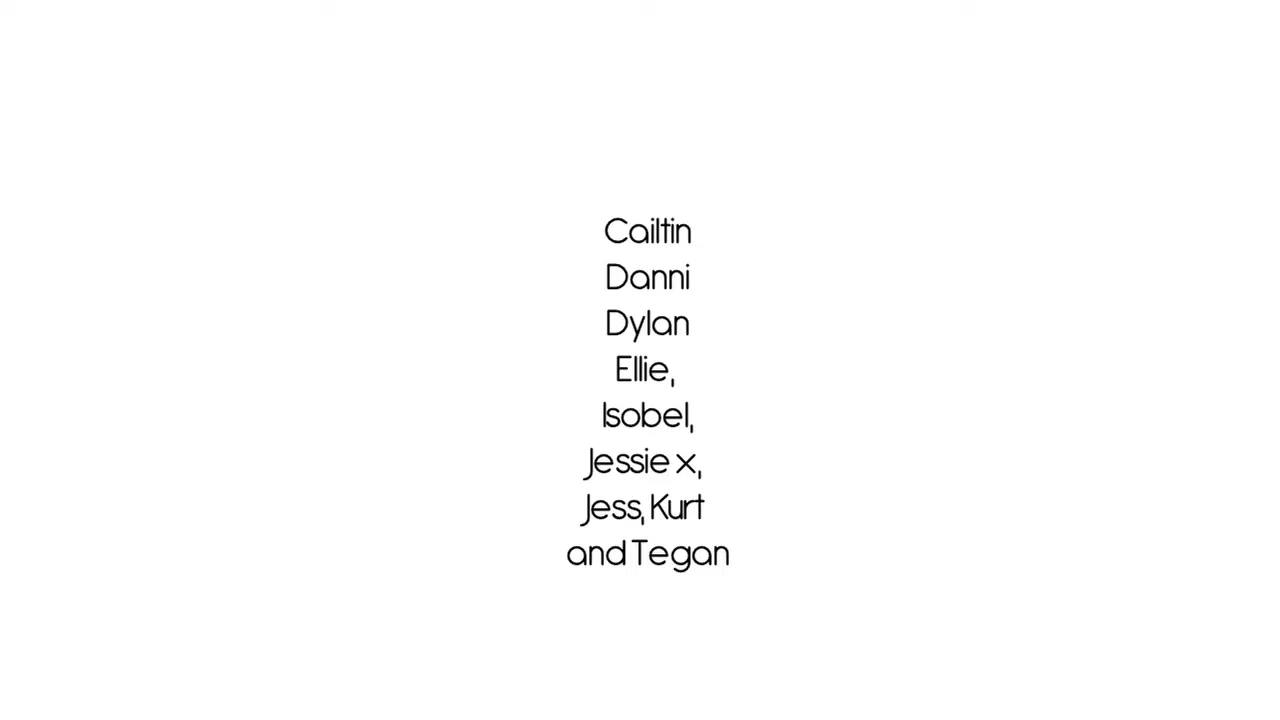 Cailtin
Danni
Dylan
Ellie,
Isobel,
Jessie x,
Jess, Kurt
and Tegan